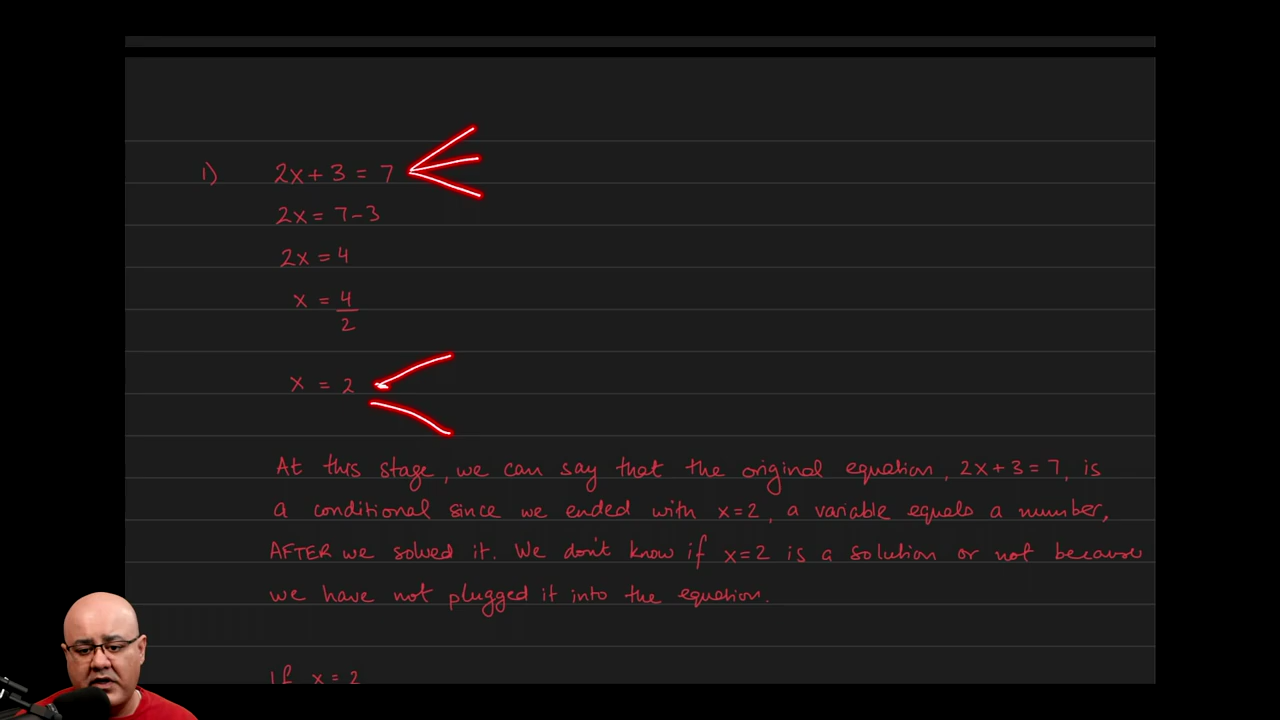 1) 2x + 3 = 7
2x = 7 - 3
2x = 4
x = 4/2
x = 2
At this stage, we can say that the original equation, 2x + 3 = 7, is
a conditional since we ended with x = 2, a variable equals a number,
AFTER we solved it. We don't know if x = 2 is a solution or not because
we have not plugged it into the equation.
If x = 2